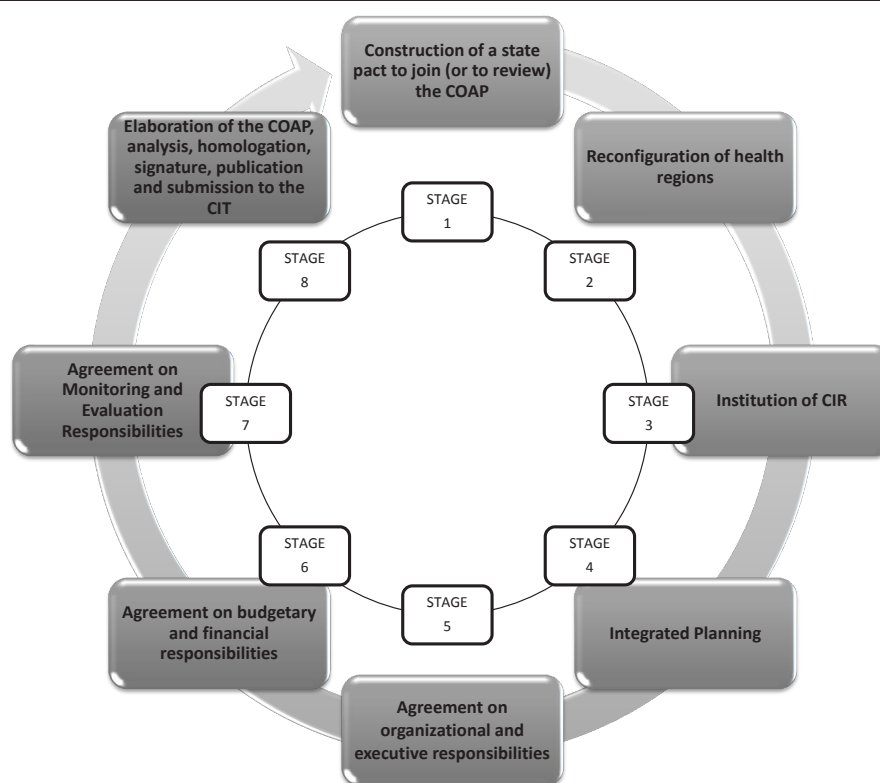 Construction of a state
pact to join (or to review)
the COAP
Reconfiguration of health
regions
Institution of CIR
Integrated Planning
Agreement on
organizational and
executive responsibilities
Agreement on budgetary
and financial
responsibilities
Agreement on
Monitoring and
Evaluation
Responsibilities
Elaboration of the COAP,
analysis, homologation,
signature, publication
and submission to the
CIT
STAGE
1
STAGE
2
STAGE
3
STAGE
4
STAGE
5
STAGE
6
STAGE
7
STAGE
8